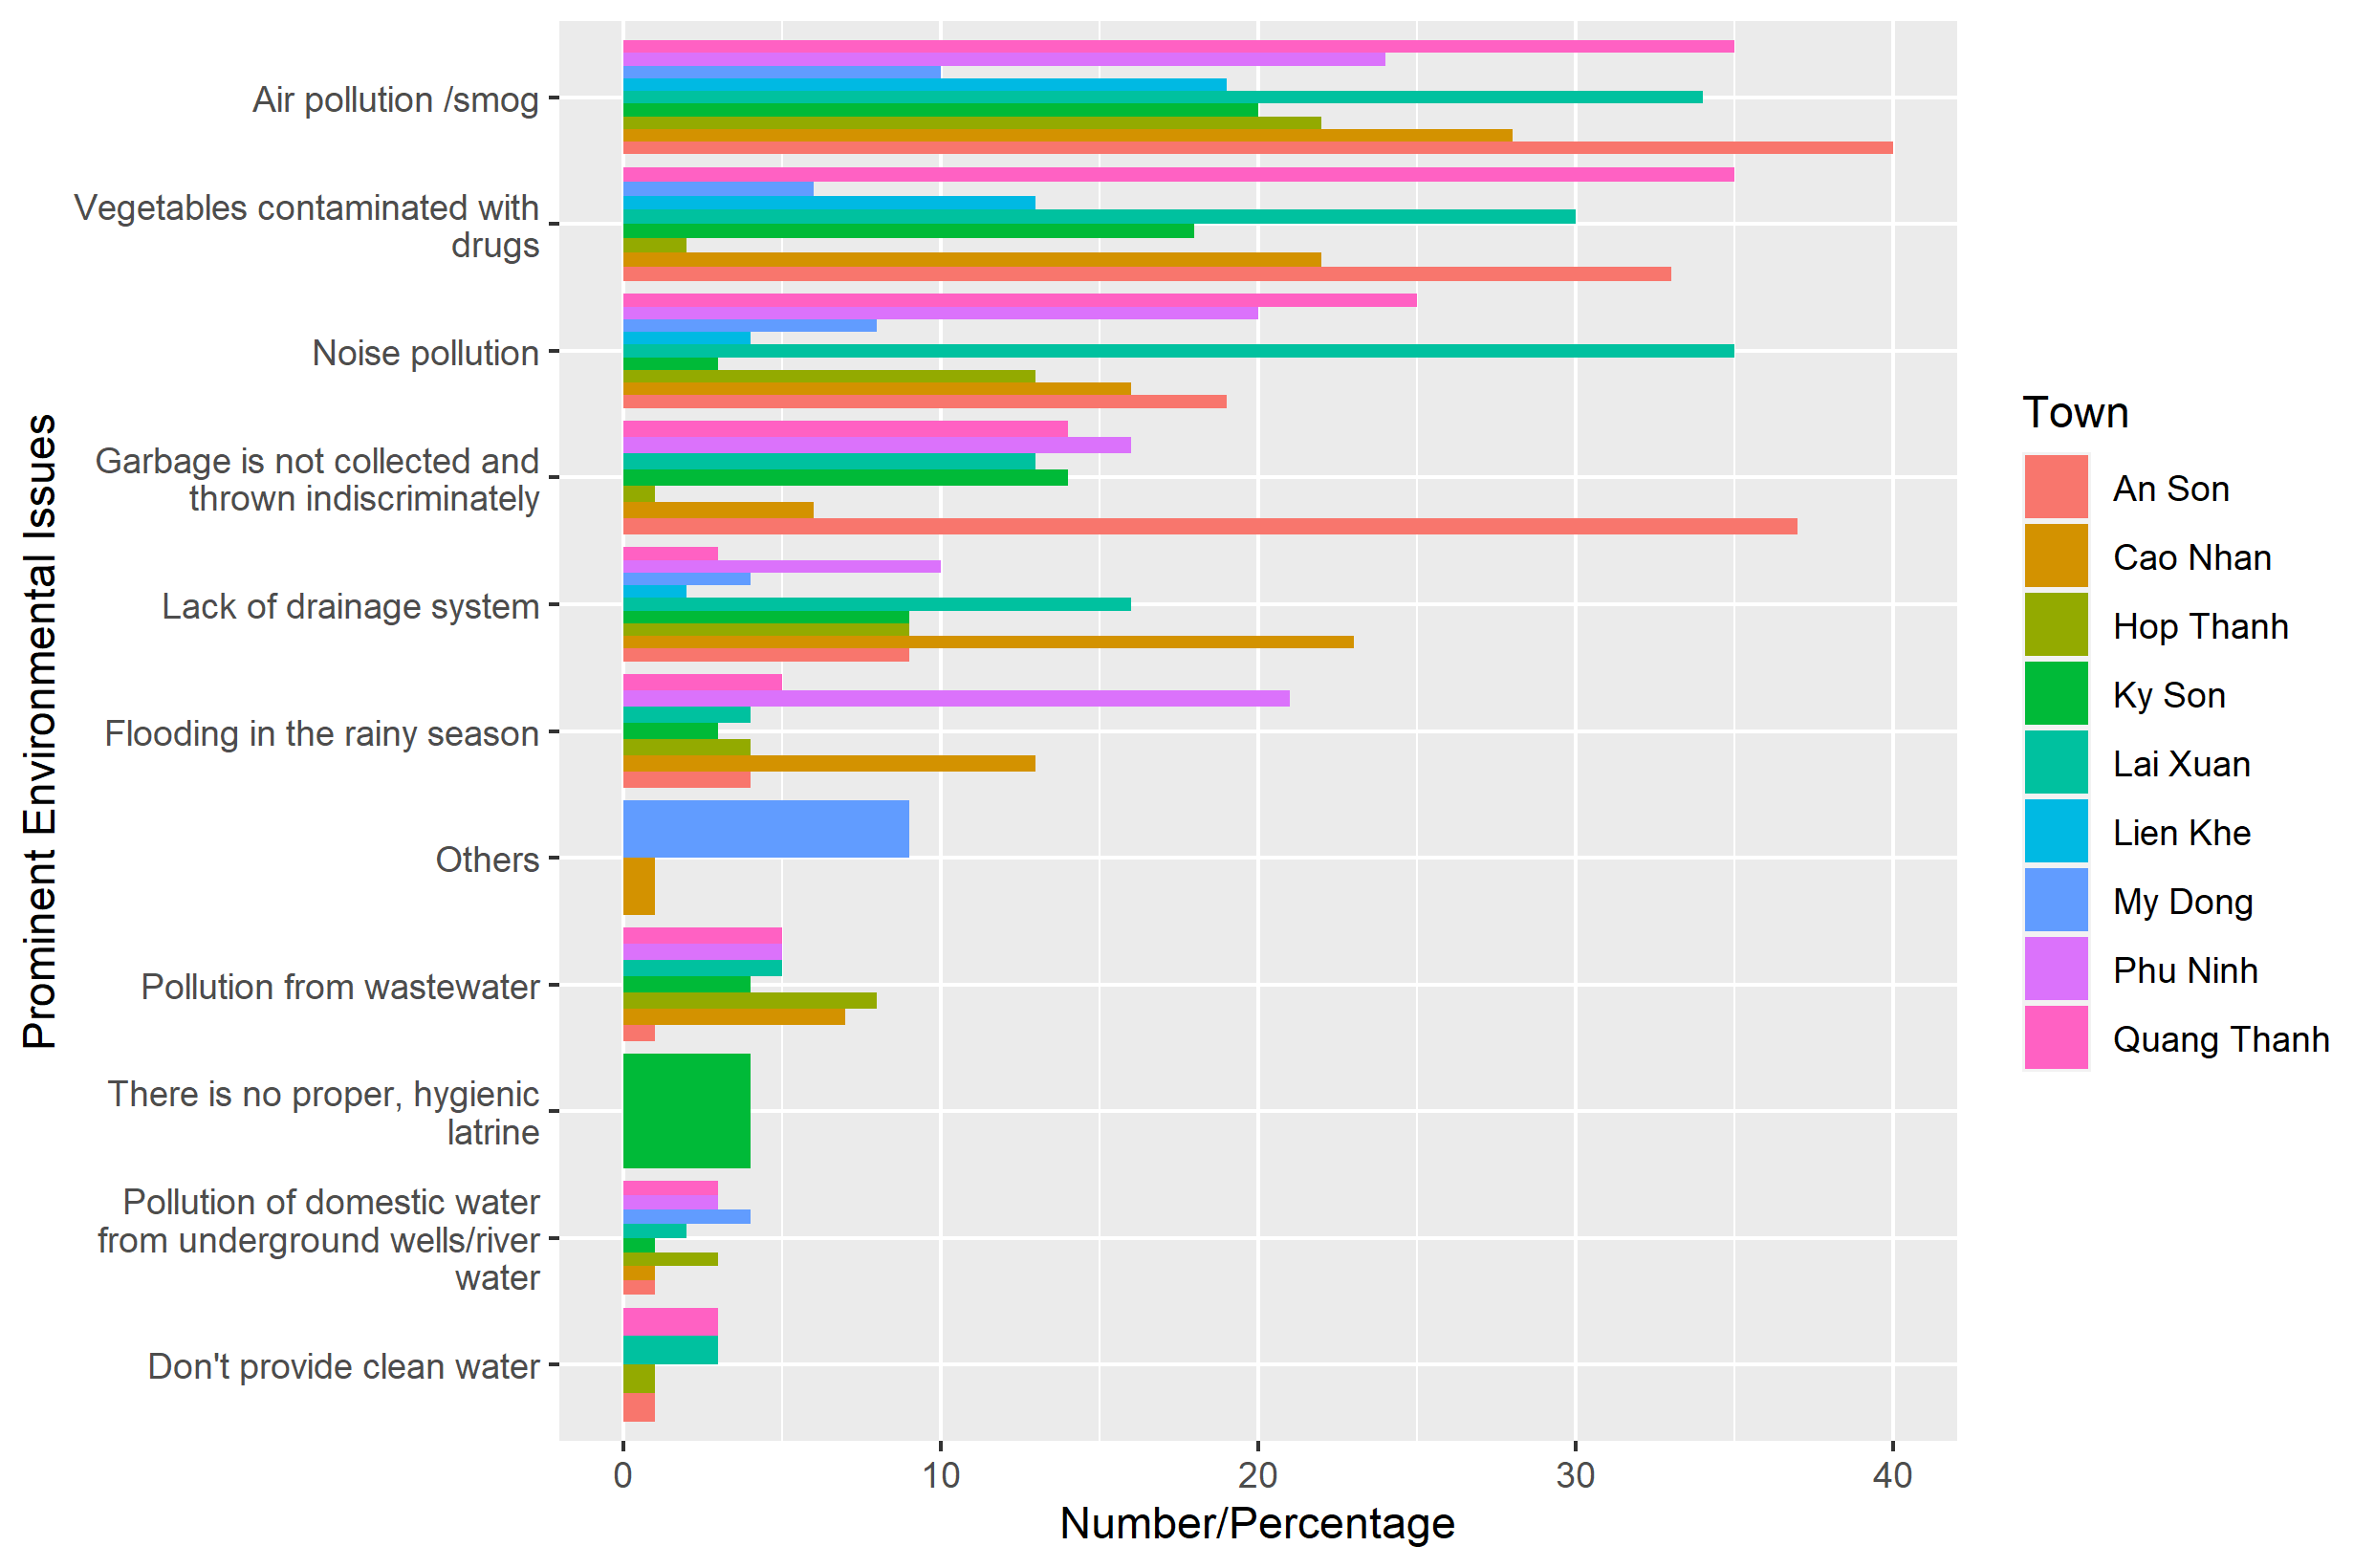 Prominent Environmental Issues
Air pollution /smog
Vegetables contaminated with
drugs
Noise pollution
Garbage is not collected and
thrown indiscriminately
Lack of drainage system
Flooding in the rainy season
Others
Pollution from wastewater
There is no proper, hygienic
latrine
Pollution of domestic water
from underground wells/river
water
Don't provide clean water
0 10 20 30 40
Number/Percentage
Town
An Son
Cao Nhan
Hop Thanh
Ky Son
Lai Xuan
Lien Khe
My Dong
Phu Ninh
Quang Thanh